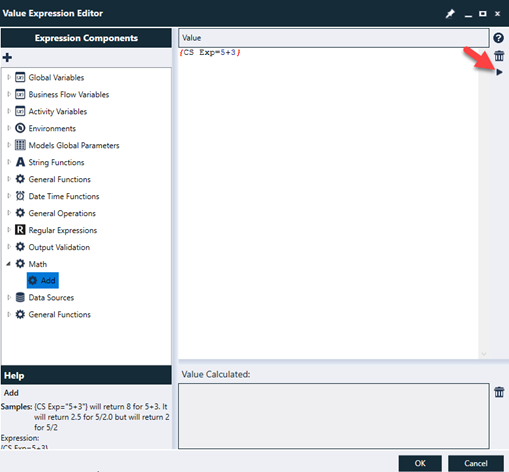 Value Expression Editor
Expression Components
Value
{CS Exp=5+3}
Global Variables
Business Flow Variables
Activity Variables
Environments
Models Global Parameters
String Functions
General Functions
Date Time Functions
General Operations
Regular Expressions
Output Validation
Math
Add
Data Sources
General Functions
Help
Add
Samples: {CS Exp="5+3"} will return 8 for 5+3. It
will return 2.5 for 5/2.0 but will return 2
for 5/2
Expression:
{CS Exp=5+3}
Value Calculated:
OK
Cancel